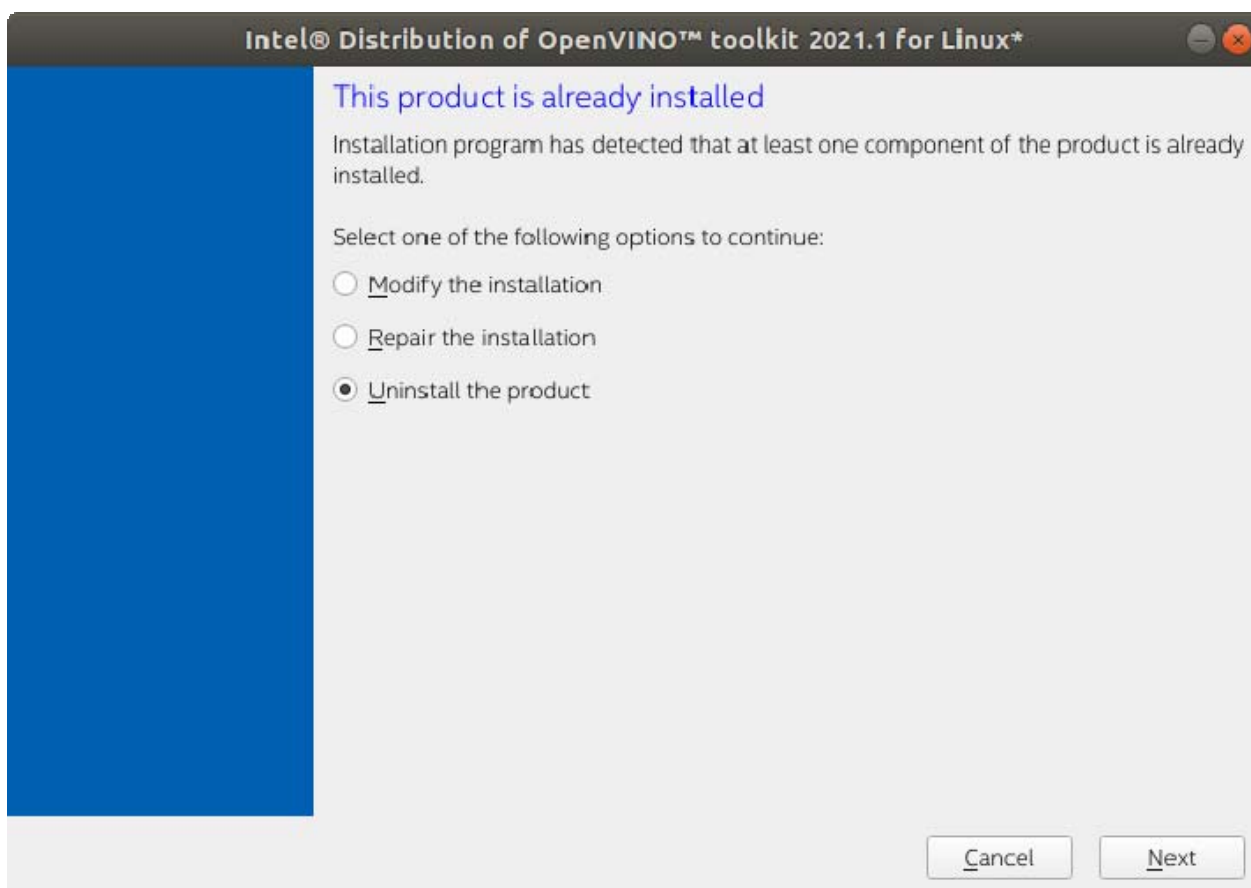 Intel® Distribution of OpenVINO™ toolkit 2021.1 for Linux*
This product is already installed
Installation program has detected that at least one component of the product is already
installed.
Select one of the following options to continue:
Modify the installation
Repair the installation
Uninstall the product
Cancel
Next